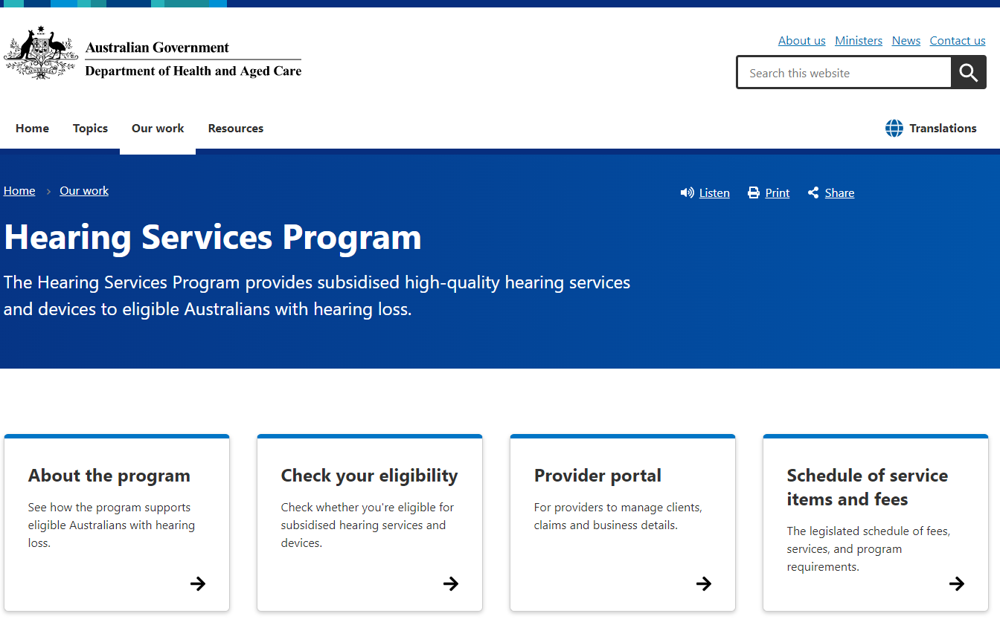 Australian Government
Department of Health and Aged Care
About us Ministers News Contact us
Search this website
Home Topics Our work Resources Translations
Home › Our work
Listen Print Share
Hearing Services Program
The Hearing Services Program provides subsidised high-quality hearing services
and devices to eligible Australians with hearing loss.
About the program
See how the program supports
eligible Australians with hearing
loss.
Check your eligibility
Check whether you're eligible for
subsidised hearing services and
devices.
Provider portal
For providers to manage clients,
claims and business details.
Schedule of service
items and fees
The legislated schedule of fees,
services, and program
requirements.